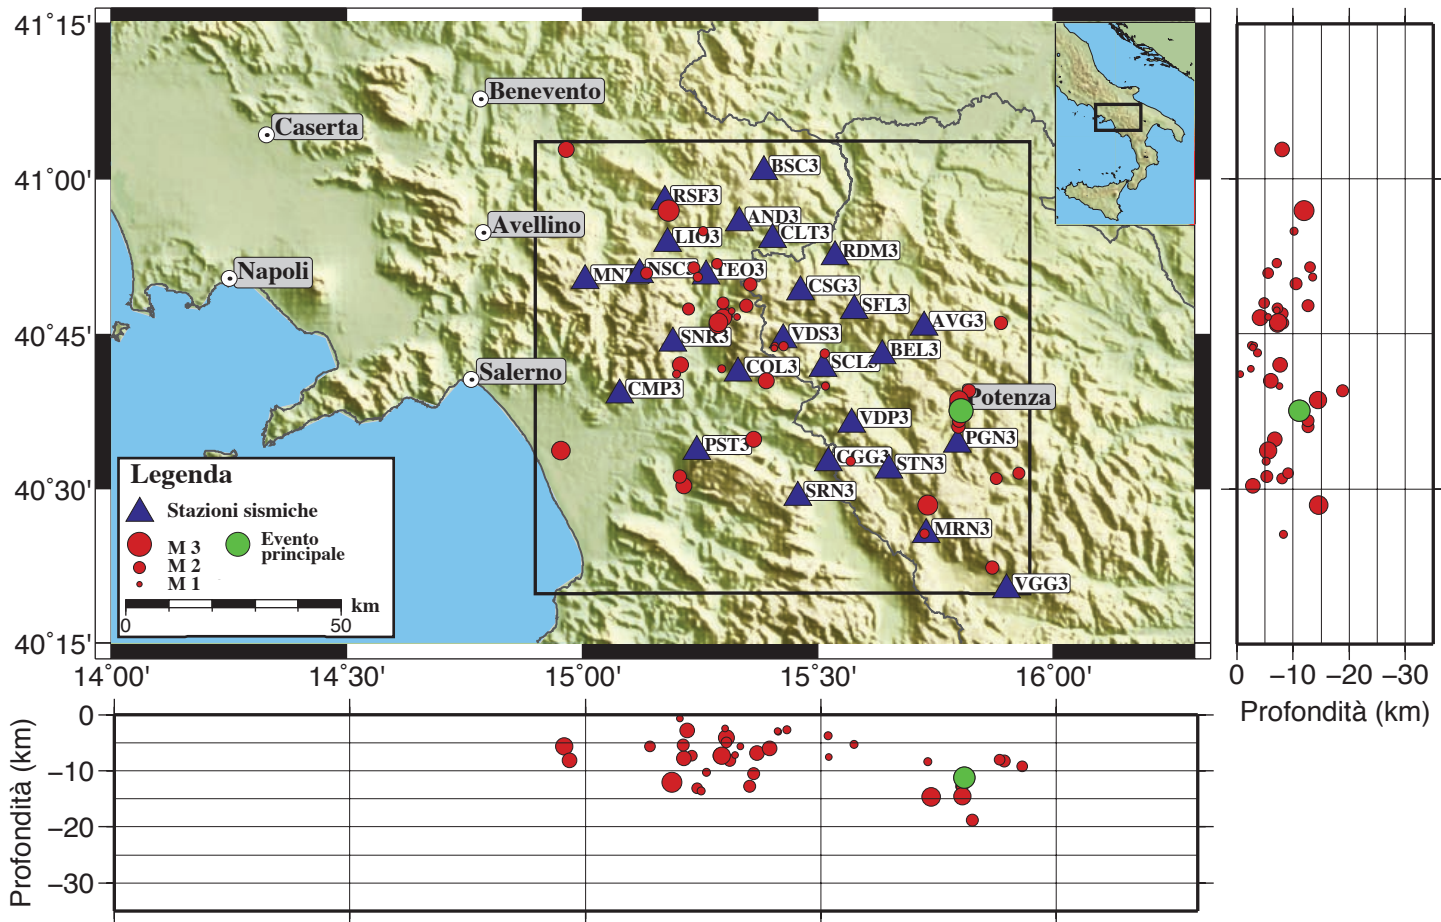 41°15'
41°00'
40°45'
40°30'
40°15'
14°00'
14°30'
15°00'
15°30'
16°00'
Benevento
Caserta
Avellino
Napoli
Salerno
Potenza
BSC3
RSF3
AND3
LIO3
CLT3
RDM3
MNT
NSC3
TEO3
CSG3
SFL3
AVG3
SNR3
VDS3
BEL3
COL3
SCL3
CMP3
VDP3
PST3
PGN3
CGG3
STN3
SRN3
MRN3
VGG3
Legenda
Stazioni sismiche
M 3
M 2
M 1
Evento
principale
km
0
50
0
−10
−20
−30
Profondità (km)
Profondità (km)
0
−10
−20
−30